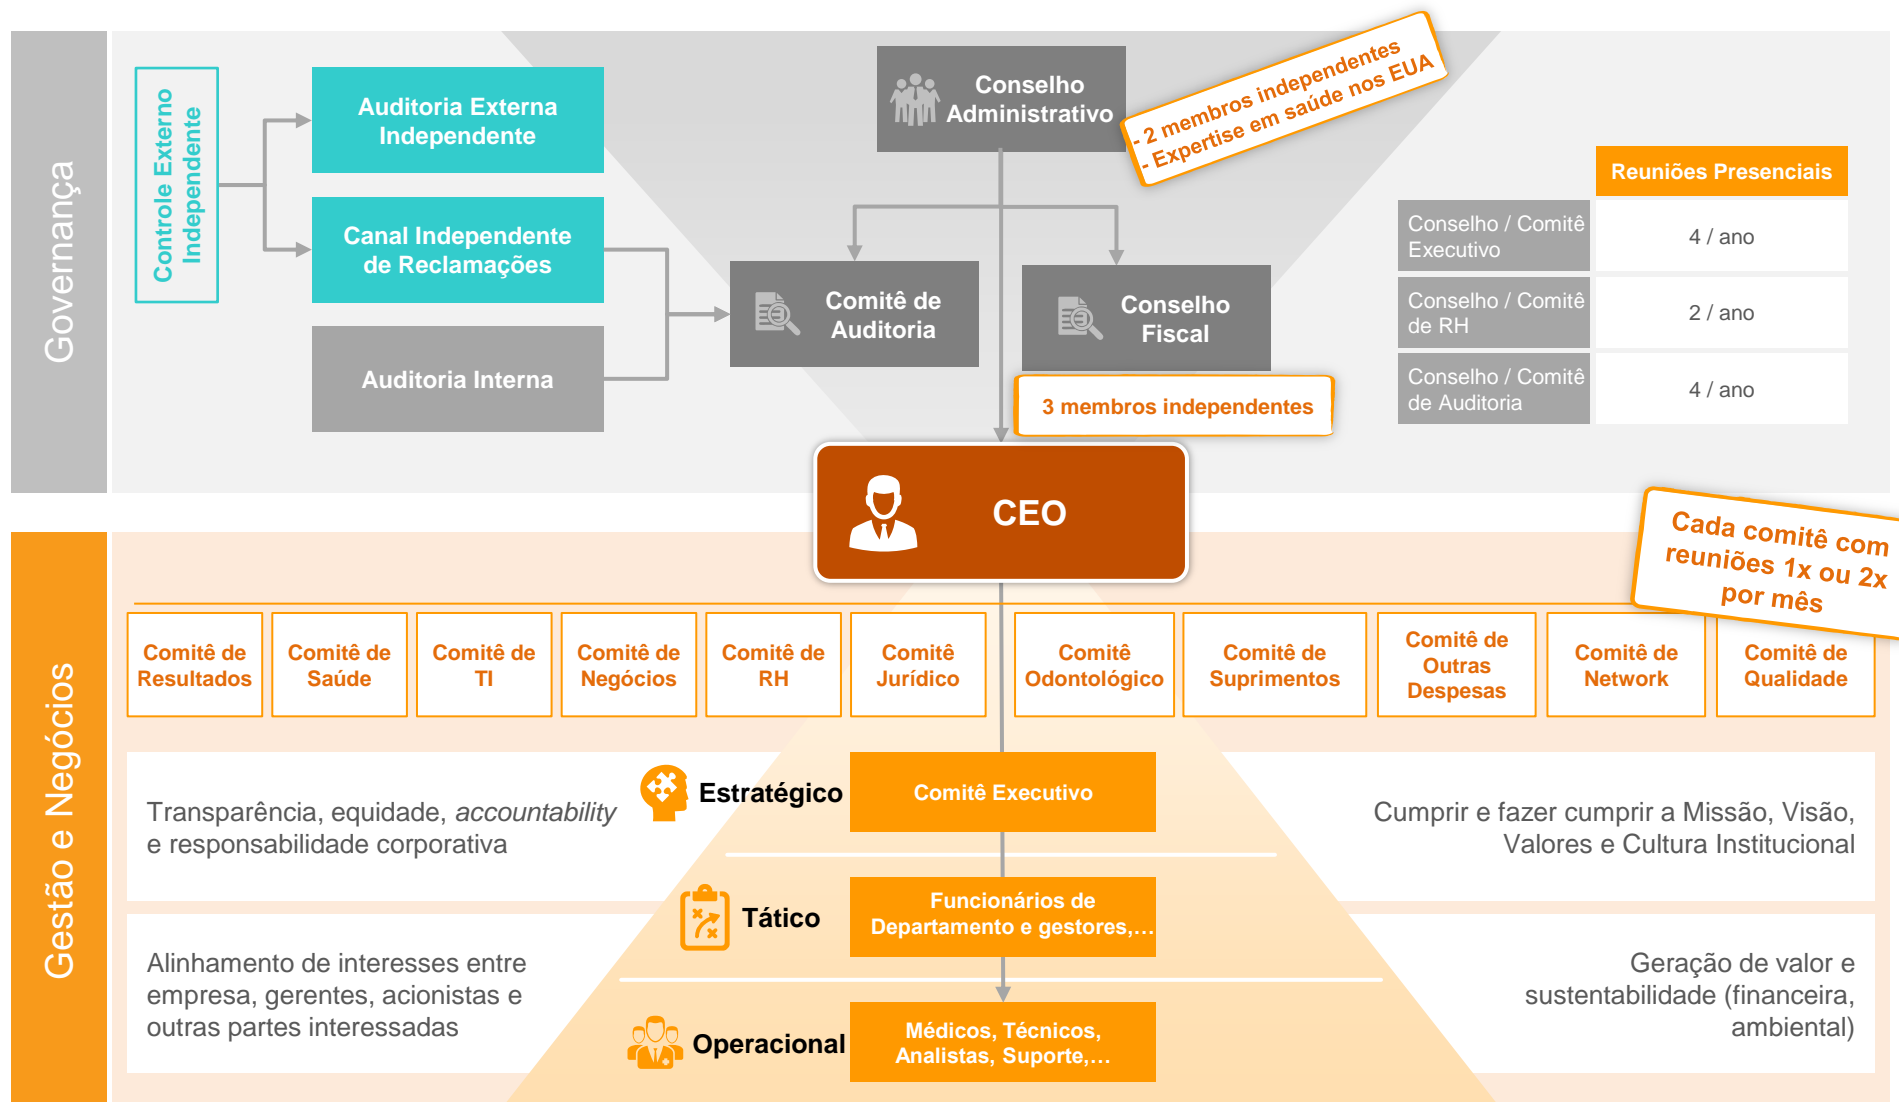 Governança
Controle Externo
Independente
Auditoria Externa
Independente
Canal Independente
de Reclamações
Auditoria Interna
Conselho
Administrativo
- 2 membros independentes
- Expertise em saúde nos EUA
Comitê de
Auditoria
Conselho
Fiscal
3 membros independentes
Reuniões Presenciais
Conselho / Comitê
Executivo
4 / ano
Conselho / Comitê
de RH
2 / ano
Conselho / Comitê
de Auditoria
4 / ano
CEO
Gestão e Negócios
Cada comitê com
reuniões 1x ou 2x
por mês
Comitê de
Resultados
Comitê de
Saúde
Comitê de
TI
Comitê de
Negócios
Comitê de
RH
Comitê
Jurídico
Comitê
Odontológico
Comitê de
Suprimentos
Comitê de
Outras
Despesas
Comitê de
Network
Comitê de
Qualidade
Transparência, equidade, accountability
e responsabilidade corporativa
Estratégico
Comitê Executivo
Cumprir e fazer cumprir a Missão, Visão,
Valores e Cultura Institucional
Tático
Funcionários de
Departamento e gestores,…
Alinhamento de interesses entre
empresa, gerentes, acionistas e
outras partes interessadas
Geração de valor e
sustentabilidade (financeira,
ambiental)
Operacional
Médicos, Técnicos,
Analistas, Suporte,…